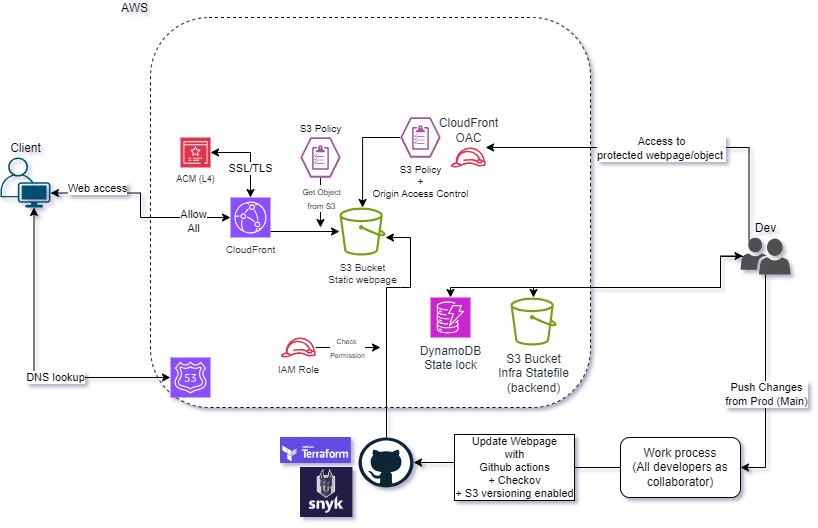 AWS
Client
Web access
DNS lookup
ACM (L4)
SSL/TLS
Allow
All
CloudFront
S3 Policy
Get Object
from S3
S3 Bucket
Static webpage
CloudFront
OAC
S3 Policy
+
Origin Access Control
Access to
protected webpage/object
Dev
IAM Role
Check
Permission
DynamoDB
State lock
S3 Bucket
Infra Statefile
(backend)
53
Push Changes
from Prod (Main)
Terraform
snyk
Update Webpage
with
Github actions
+ Checkov
+ S3 versioning enabled
Work process
(All developers as
collaborator)